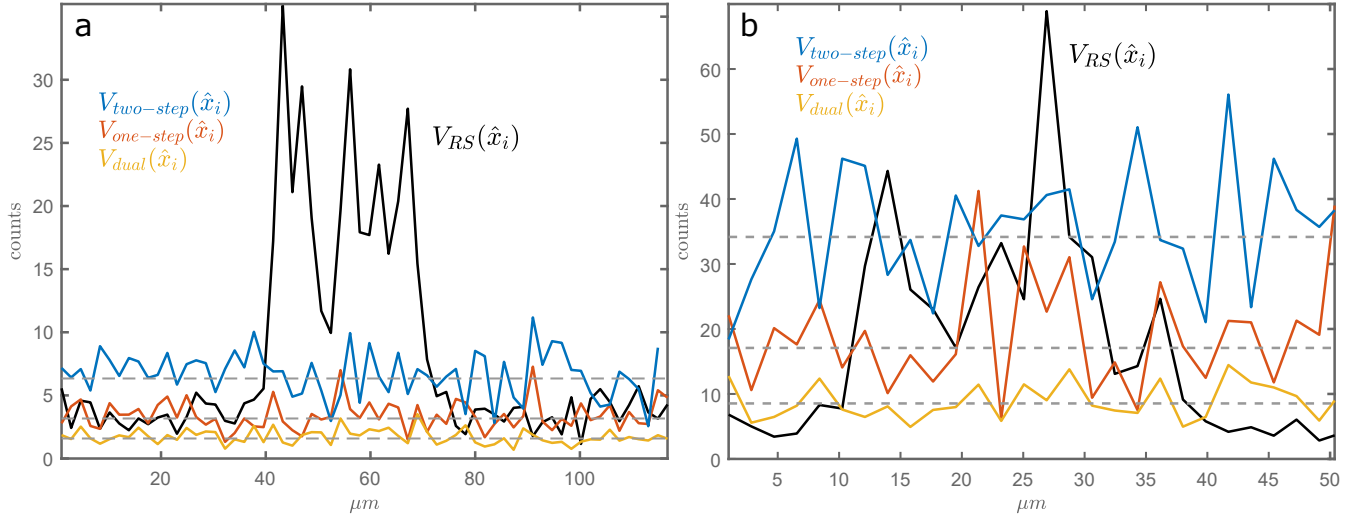 a
V_{two-step}(x̂_i)
V_{one-step}(x̂_i)
V_{dual}(x̂_i)
V_{RS}(x̂_i)
counts
30
25
20
15
10
5
0
20
40
60
80
100
μm
b
V_{two-step}(x̂_i)
V_{one-step}(x̂_i)
V_{dual}(x̂_i)
V_{RS}(x̂_i)
counts
60
50
40
30
20
10
0
5
10
15
20
25
30
35
40
45
50
μm